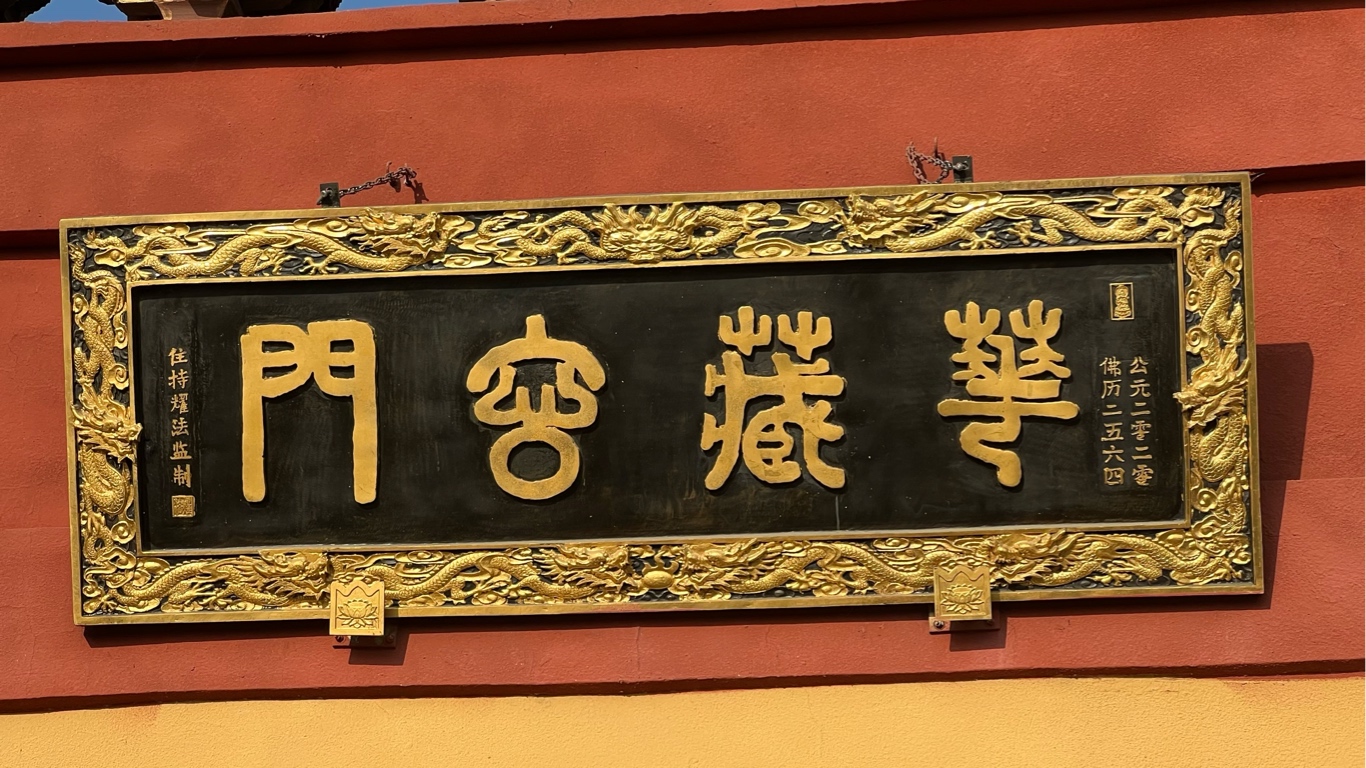 公元二零二零
佛历二五六四
華藏門
住持耀法监制